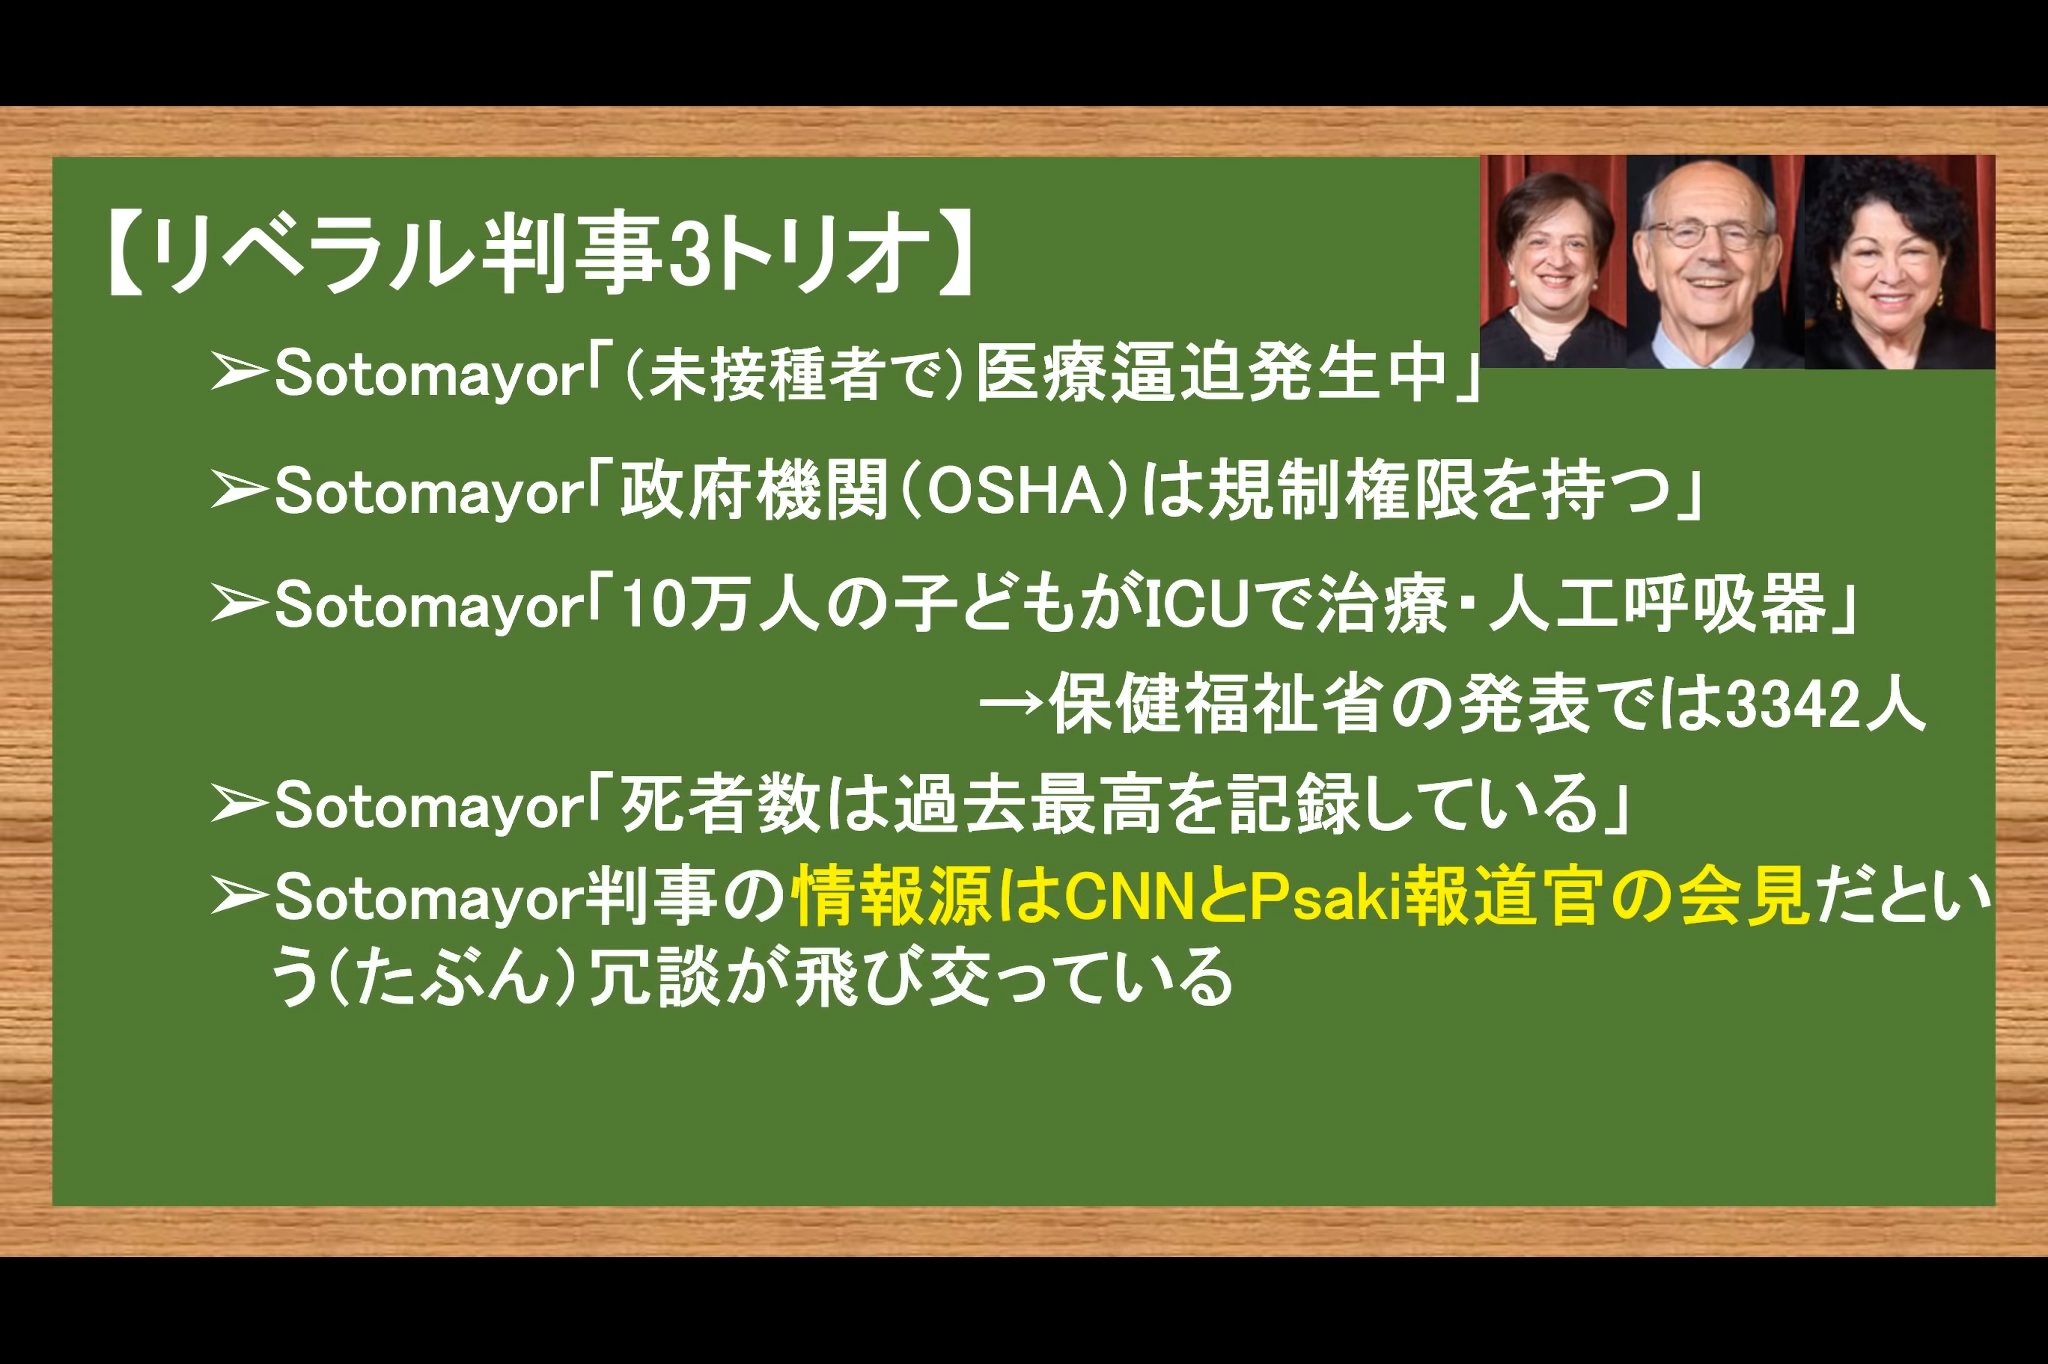 【リベラル判事3トリオ】
➢Sotomayor「（未接種者で）医療逼迫発生中」
➢Sotomayor「政府機関（OSHA）は規制権限を持つ」
➢Sotomayor「10万人の子どもがICUで治療・人工呼吸器」
→保健福祉省の発表では3342人
➢Sotomayor「死者数は過去最高を記録している」
➢Sotomayor判事の情報源はCNNとPsaki報道官の会見だとい
う（たぶん）冗談が飛び交っている